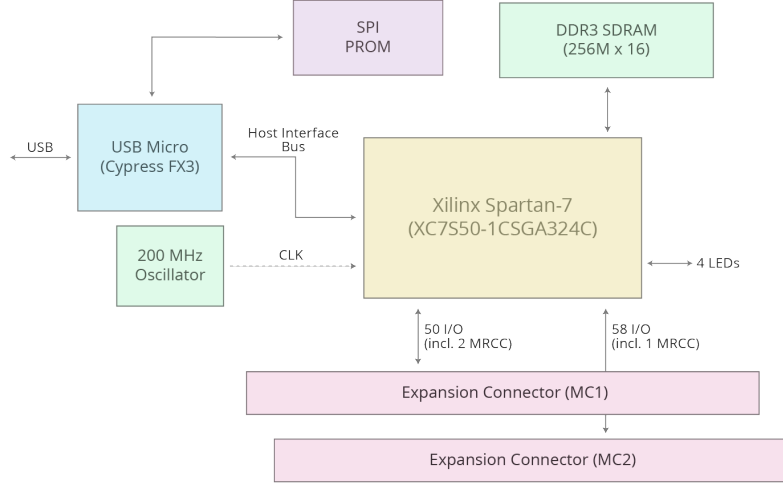 SPI
PROM
DDR3 SDRAM
(256M x 16)
USB
USB Micro
(Cypress FX3)
Host Interface
Bus
Xilinx Spartan-7
(XC7S50-1CSGA324C)
200 MHz
Oscillator
CLK
4 LEDs
50 I/O
(incl. 2 MRCC)
58 I/O
(incl. 1 MRCC)
Expansion Connector (MC1)
Expansion Connector (MC2)